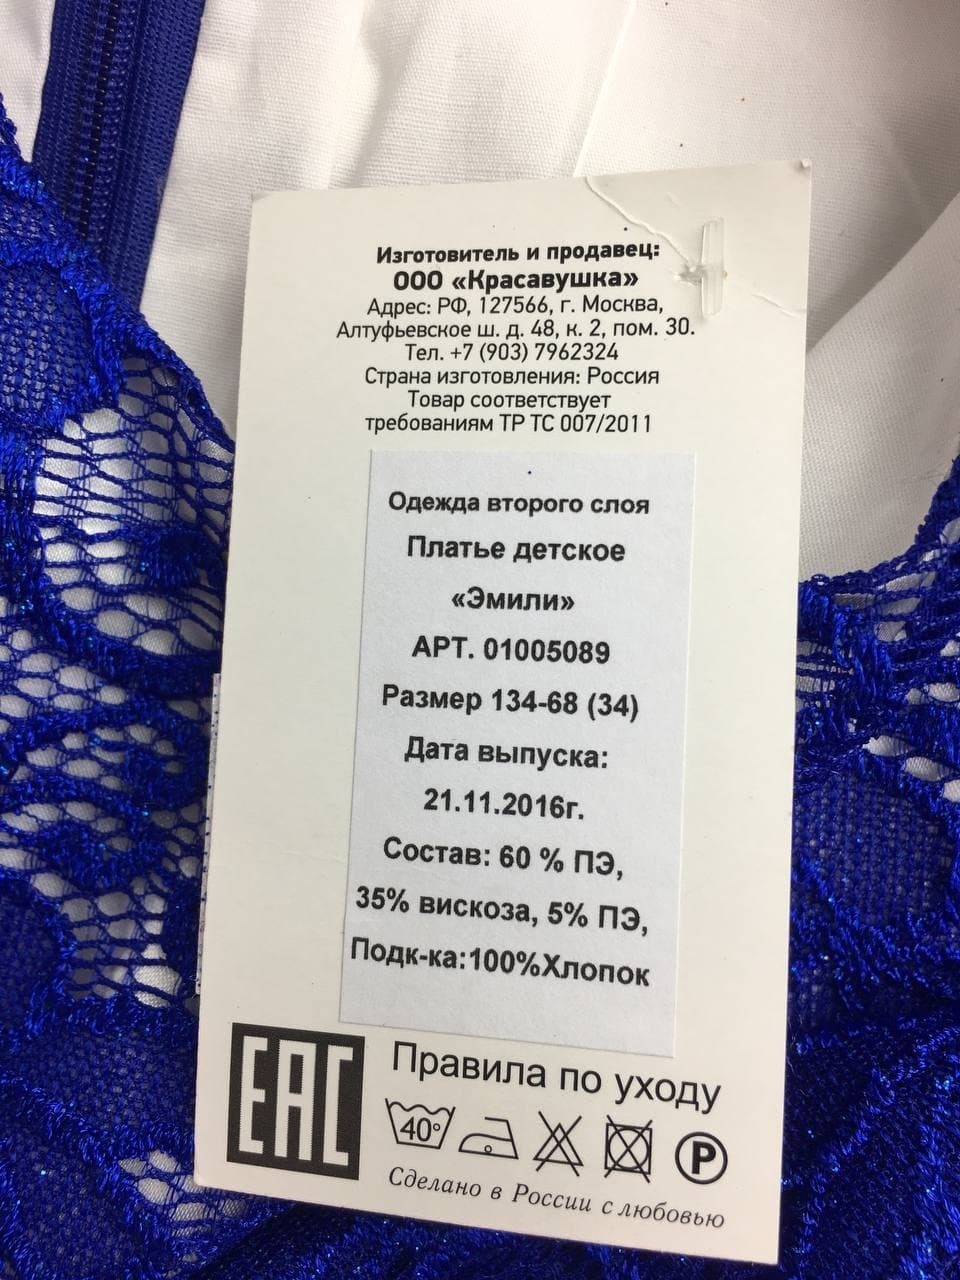 Изготовитель и продавец:
ООО «Красавушка»
Адрес: РФ, 127566, г. Москва,
Алтуфьевское ш. д. 48, к. 2, пом. 30.
Тел. +7 (903) 7962324
Страна изготовления: Россия
Товар соответствует
требованиям ТР ТС 007/2011
Одежда второго слоя
Платье детское
«Эмили»
АРТ. 01005089
Размер 134-68 (34)
Дата выпуска:
21.11.2016г.
Состав: 60 % ПЭ,
35% вискоза, 5% ПЭ,
Подк-ка:100%Хлопок
EAC
Правила по уходу
40° P
Сделано в России с любовью